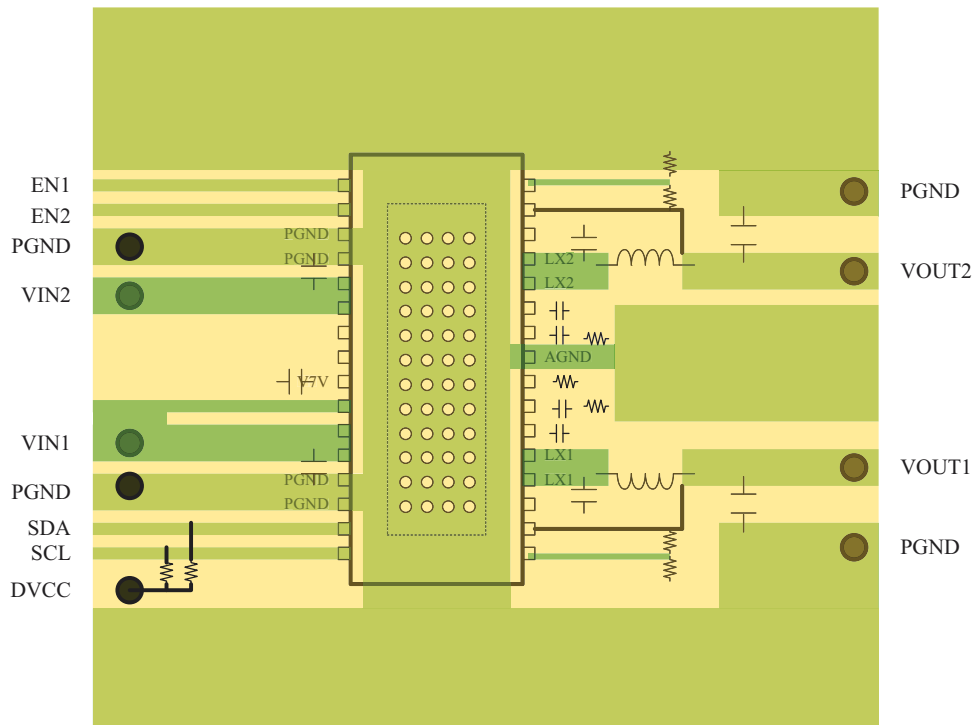 EN1
EN2
PGND
VIN2
VIN1
PGND
SDA
SCL
DVCC
PGND
PGND
V7V
PGND
PGND
LX2
LX2
AGND
LX1
LX1
PGND
VOUT2
VOUT1
PGND